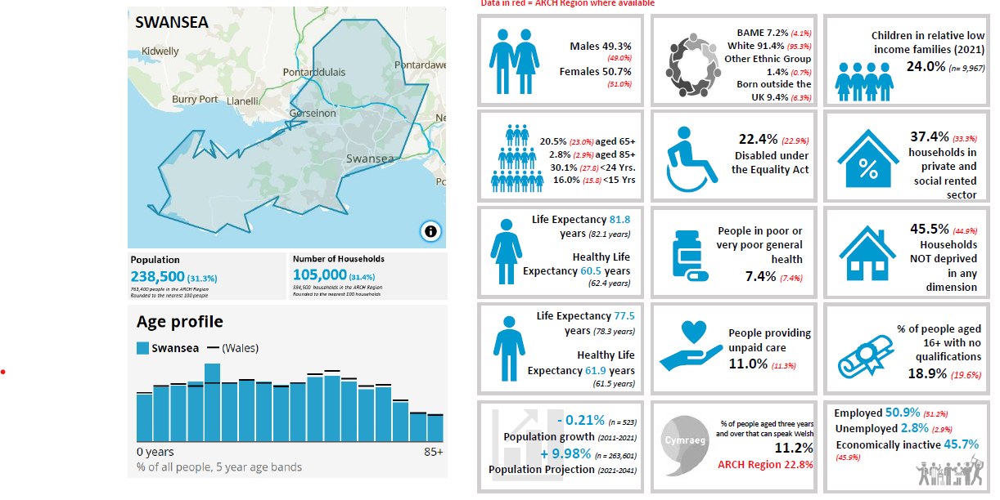 Data in red = ARCH Region where available
SWANSEA
Kidwelly
Pontarddulais
Pontardawe
Burry Port
Llanelli
Gorseinon
Ne
Swansea
Po
Population
238,500 (31.3%)
761,400 people in the ARCH Region
Rounded to the nearest 100 people
Number of Households
105,000 (31.4%)
334,500 households in the ARCH Region
Rounded to the nearest 100 households
Age profile
Swansea
(Wales)
0 years
85+
% of all people, 5 year age bands
Males 49.3%
(49.0%)
Females 50.7%
(51.0%)
BAME 7.2% (4.1%)
White 91.4% (95.3%)
Other Ethnic Group
1.4% (0.7%)
Born outside the
UK 9.4% (6.3%)
Children in relative low
income families (2021)
24.0% (n= 9,967)
20.5% (23.0%) aged 65+
2.8% (2.9%) aged 85+
30.1% (27.8) <24 Yrs.
16.0% (15.8) <15 Yrs
22.4% (22.9%)
Disabled under
the Equality Act
%
37.4% (33.3%)
households in
private and
social rented
sector
Life Expectancy 81.8
years (82.1 years)
Healthy Life
Expectancy 60.5 years
(62.4 years)
People in poor or
very poor general
health
7.4% (7.4%)
45.5% (44.9%)
Households
NOT deprived
in any
dimension
Life Expectancy 77.5
years (78.3 years)
Healthy Life
Expectancy 61.9 years
(61.5 years)
People providing
unpaid care
11.0% (11.3%)
% of people aged
16+ with no
qualifications
18.9% (19.6%)
- 0.21% (n = 523)
Population growth (2011-2021)
+ 9.98% (n = 263,601)
Population Projection (2021-2041)
Cymraeg
% of people aged three years
and over that can speak Welsh
11.2%
ARCH Region 22.8%
Employed 50.9% (51.2%)
Unemployed 2.8% (2.9%)
Economically inactive 45.7%
(45.9%)